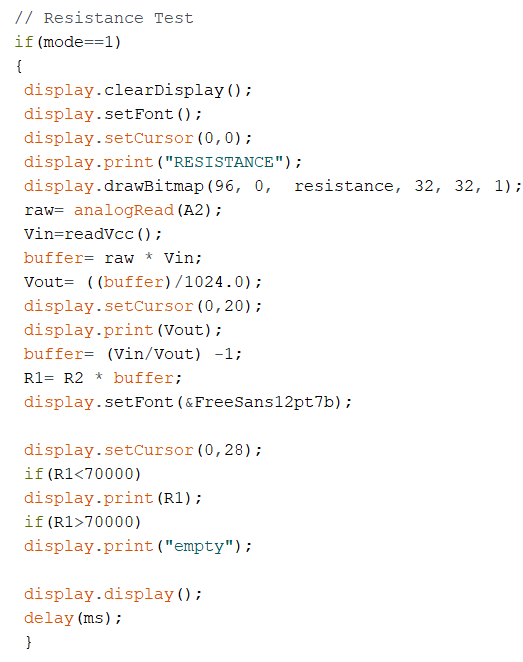 // Resistance Test
if(mode==1)
{
display.clearDisplay();
display.setFont();
display.setCursor(0,0);
display.print("RESISTANCE");
display.drawBitmap(96, 0,  resistance, 32, 32, 1);
raw= analogRead(A2);
Vin=readVcc();
buffer= raw * Vin;
Vout= ((buffer)/1024.0);
display.setCursor(0,20);
display.print(Vout);
buffer= (Vin/Vout) -1;
R1= R2 * buffer;
display.setFont(&FreeSans12pt7b);
display.setCursor(0,28);
if(R1<70000)
display.print(R1);
if(R1>70000)
display.print("empty");
display.display();
delay(ms);
}